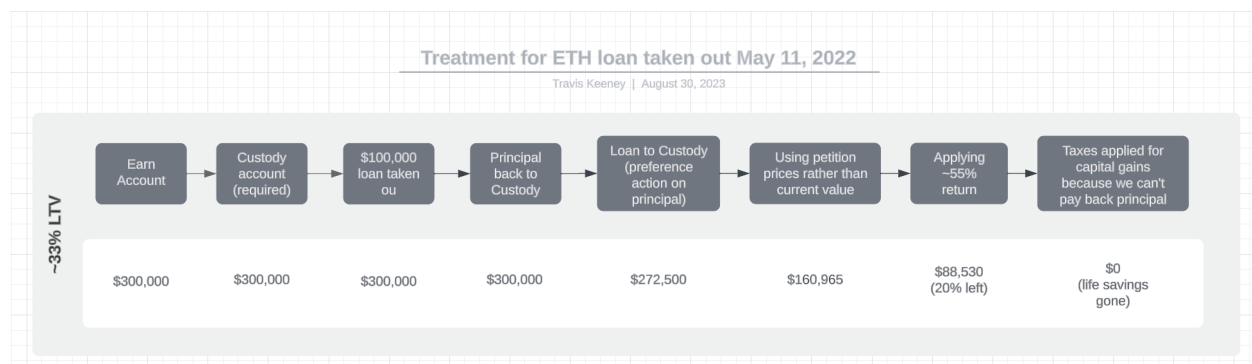 Treatment for ETH loan taken out May 11, 2022
Travis Keeney | August 30, 2023
~33% LTV
Earn
Account
Custody
account
(required)
$100,000
loan taken
ou
Principal
back to
Custody
Loan to Custody
(preference
action on
principal)
Using petition
prices rather than
current value
Applying
~55%
return
Taxes applied for
capital gains
because we can't
pay back principal
$300,000
$300,000
$300,000
$300,000
$272,500
$160,965
$88,530
(20% left)
$0
(life savings
gone)